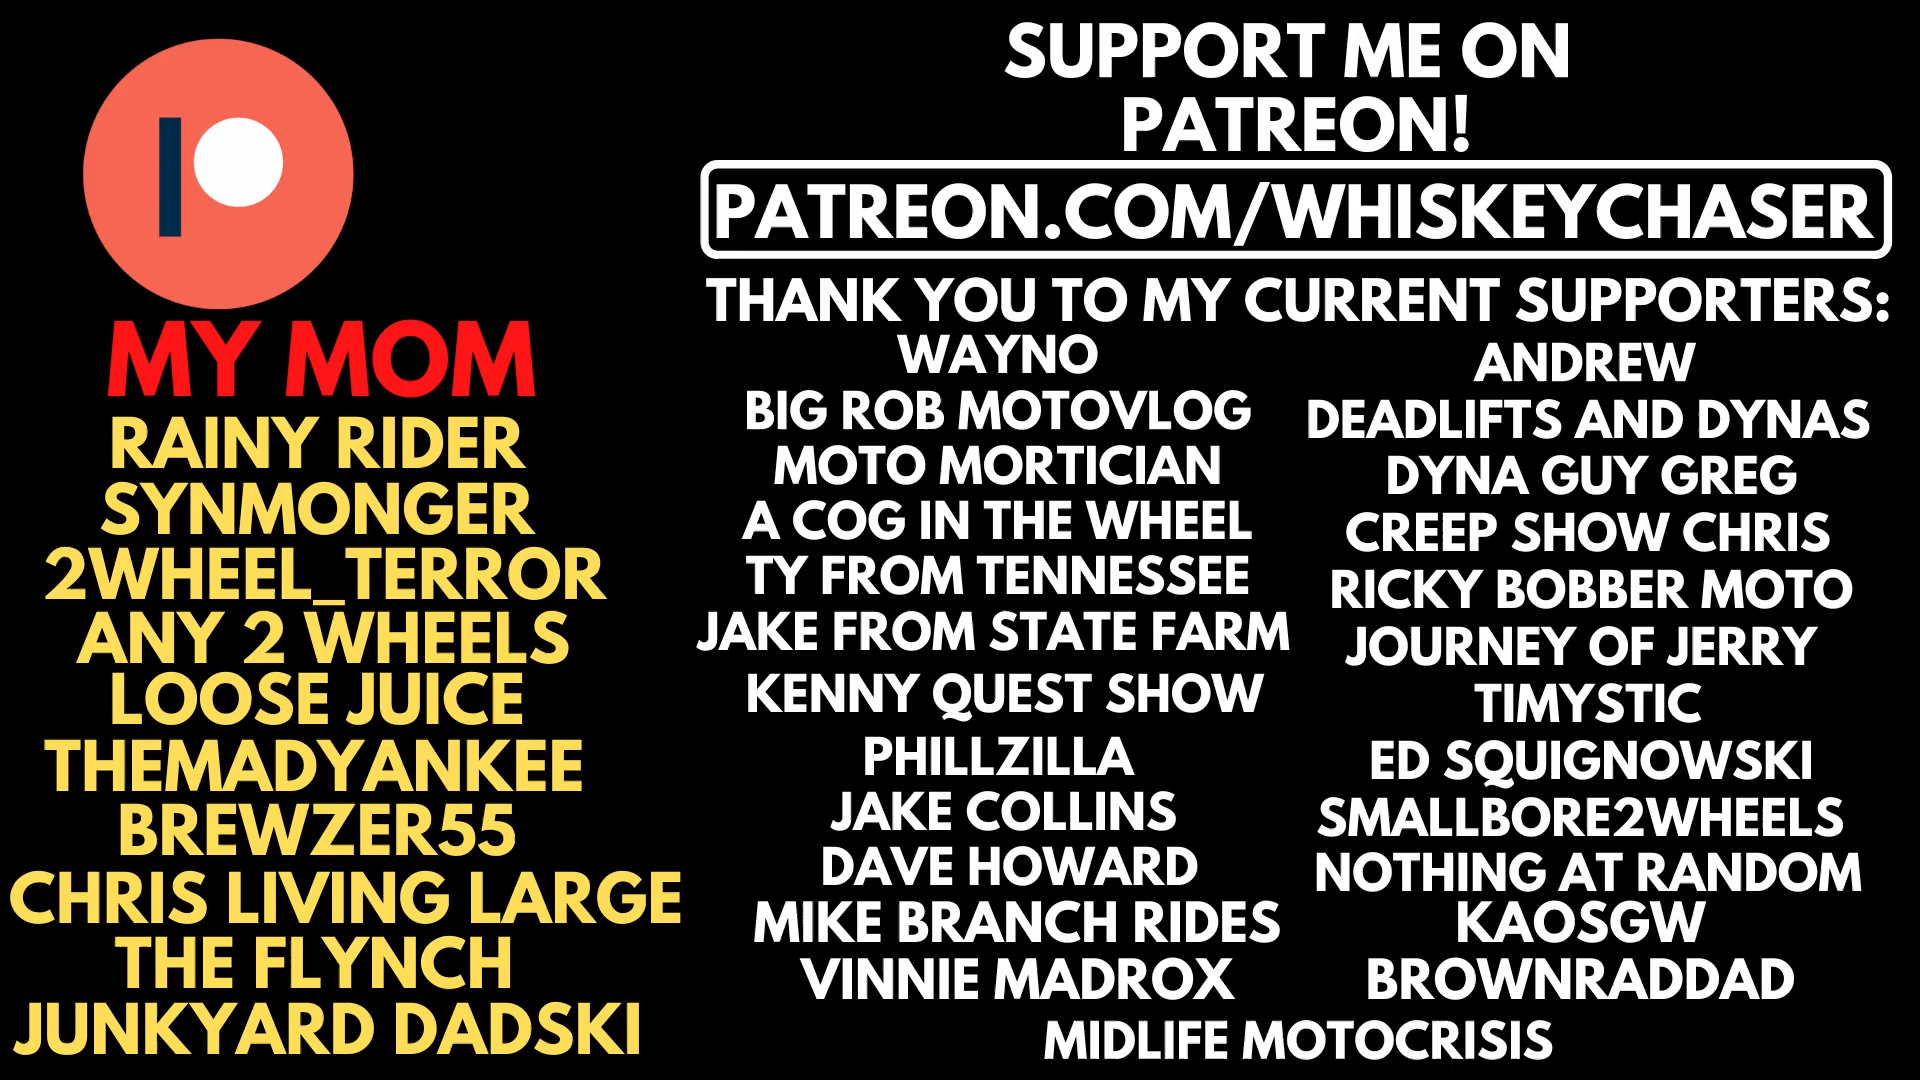 SUPPORT ME ON
PATREON!
PATREON.COM/WHISKEYCHASER
THANK YOU TO MY CURRENT SUPPORTERS:
MY MOM
RAINY RIDER
SYNMONGER
2WHEEL_TERROR
ANY 2 WHEELS
LOOSE JUICE
THEMADYANKEE
BREWZER55
CHRIS LIVING LARGE
THE FLYNCH
JUNKYARD DADSKI
WAYNO
BIG ROB MOTOVLOG
MOTO MORTICIAN
A COG IN THE WHEEL
TY FROM TENNESSEE
JAKE FROM STATE FARM
KENNY QUEST SHOW
PHILLZILLA
JAKE COLLINS
DAVE HOWARD
MIKE BRANCH RIDES
VINNIE MADROX
ANDREW
DEADLIFTS AND DYNAS
DYNA GUY GREG
CREEP SHOW CHRIS
RICKY BOBBER MOTO
JOURNEY OF JERRY
TIMYSTIC
ED SQUIGNOWSKI
SMALLBORE2WHEELS
NOTHING AT RANDOM
KAOSGW
BROWNRADDAD
MIDLIFE MOTOCRISIS